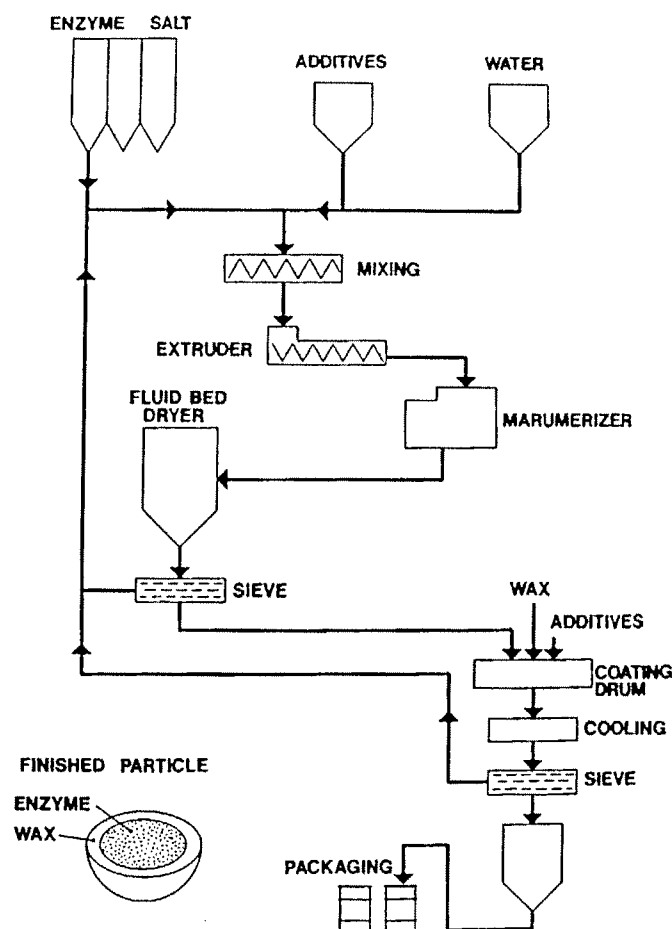 ENZYME SALT
ADDITIVES
WATER
MIXING
EXTRUDER
FLUID BED
DRYER
MARUMERIZER
SIEVE
WAX
ADDITIVES
COATING
DRUM
COOLING
SIEVE
FINISHED PARTICLE
ENZYME
WAX
PACKAGING